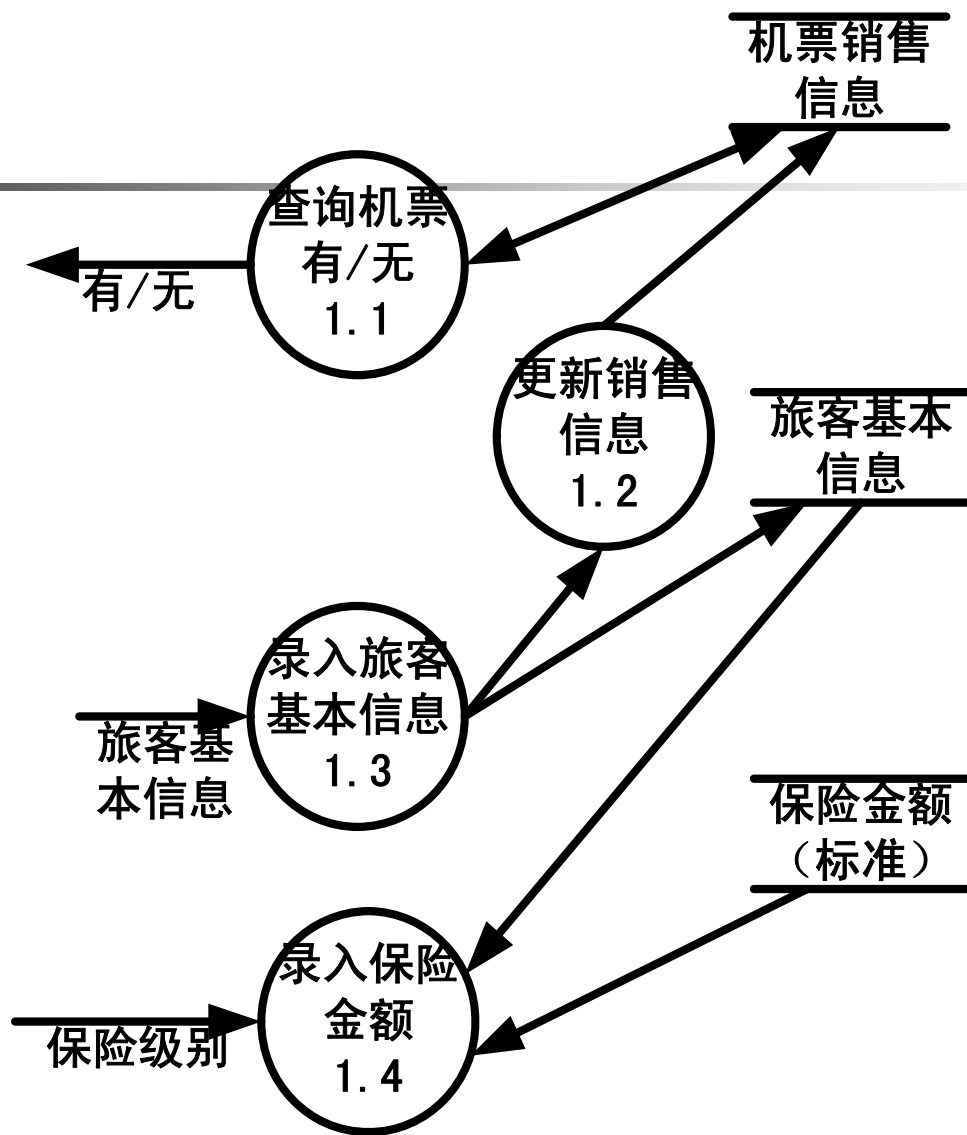 机票销售
信息
查询机票
有/无
1.1
有/无
更新销售
信息
1.2
旅客基本
信息
录入旅客
基本信息
1.3
旅客基
本信息
保险金额
（标准）
录入保险
金额
1.4
保险级别